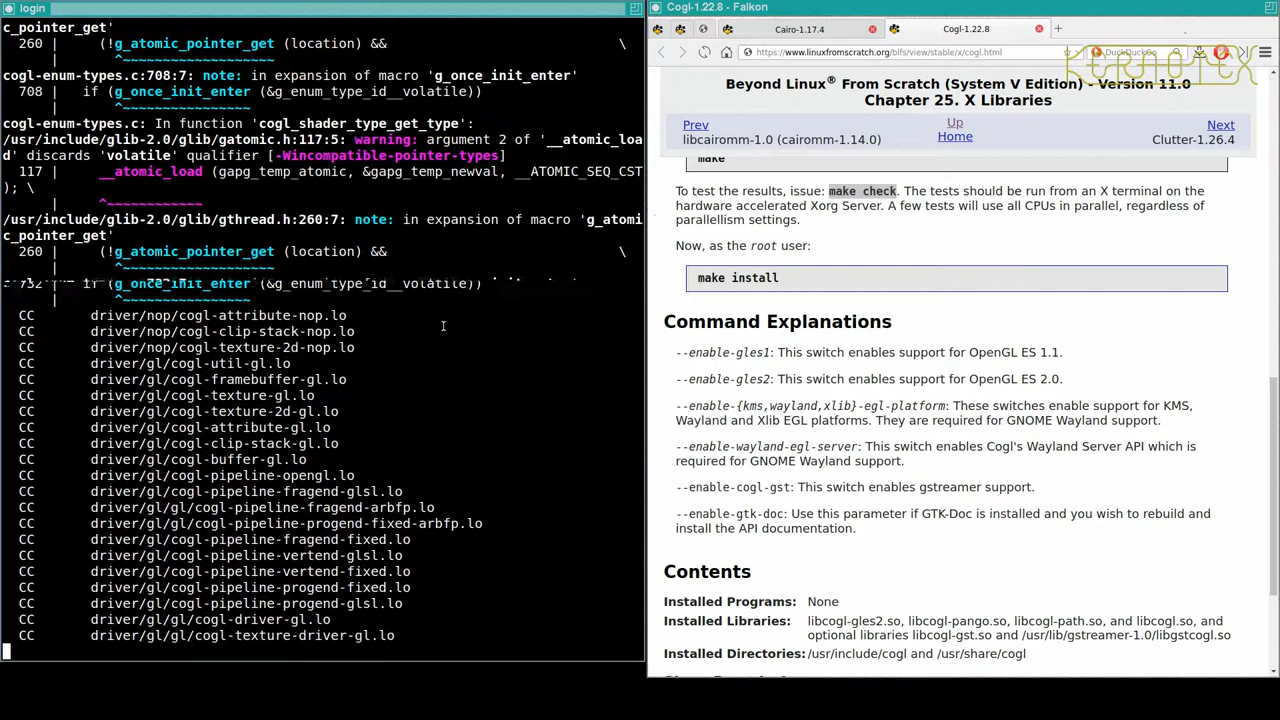 login
c_pointer_get'
260 |     (!g_atomic_pointer_get (location) &&                             \
|       ^~~~~~~~~~~~~~~~~~~~
cogl-enum-types.c:708:7: note: in expansion of macro 'g_once_init_enter'
708 |   if (g_once_init_enter (&g_enum_type_id__volatile))
|       ^~~~~~~~~~~~~~~~~
cogl-enum-types.c: In function 'cogl_shader_type_get_type':
/usr/include/glib-2.0/glib/gatomic.h:117:5: warning: argument 2 of '__atomic_loa
d' discards 'volatile' qualifier [-Wincompatible-pointer-types]
117 |     __atomic_load (gapg_temp_atomic, &gapg_temp_newval, __ATOMIC_SEQ_CST
); \
|     ^~~~~~~~~~~~~
/usr/include/glib-2.0/glib/gthread.h:260:7: note: in expansion of macro 'g_atomi
c_pointer_get'
260 |     (!g_atomic_pointer_get (location) &&                             \
|       ^~~~~~~~~~~~~~~~~~~~
732 |   if (g_once_init_enter (&g_enum_type_id__volatile))
|       ^~~~~~~~~~~~~~~~~
CC       driver/nop/cogl-attribute-nop.lo
CC       driver/nop/cogl-clip-stack-nop.lo
CC       driver/nop/cogl-texture-2d-nop.lo
CC       driver/gl/cogl-util-gl.lo
CC       driver/gl/cogl-framebuffer-gl.lo
CC       driver/gl/cogl-texture-gl.lo
CC       driver/gl/cogl-texture-2d-gl.lo
CC       driver/gl/cogl-attribute-gl.lo
CC       driver/gl/cogl-clip-stack-gl.lo
CC       driver/gl/cogl-buffer-gl.lo
CC       driver/gl/cogl-pipeline-opengl.lo
CC       driver/gl/cogl-pipeline-fragend-glsl.lo
CC       driver/gl/gl/cogl-pipeline-fragend-arbfp.lo
CC       driver/gl/gl/cogl-pipeline-progend-fixed-arbfp.lo
CC       driver/gl/cogl-pipeline-fragend-fixed.lo
CC       driver/gl/cogl-pipeline-vertend-glsl.lo
CC       driver/gl/cogl-pipeline-vertend-fixed.lo
CC       driver/gl/cogl-pipeline-progend-fixed.lo
CC       driver/gl/cogl-pipeline-progend-glsl.lo
CC       driver/gl/gl/cogl-driver-gl.lo
CC       driver/gl/gl/cogl-texture-driver-gl.lo
Cogl-1.22.8 - Falkon
Cairo-1.17.4
Cogl-1.22.8
https://www.linuxfromscratch.org/blfs/view/stable/x/cogl.html
DuckDuckGo
KERNOTEX
Beyond Linux® From Scratch (System V Edition) - Version 11.0
Chapter 25. X Libraries
Prev Up Next
libcairomm-1.0 (cairomm-1.14.0) Home Clutter-1.26.4
make
To test the results, issue: make check. The tests should be run from an X terminal on the
hardware accelerated Xorg Server. A few tests will use all CPUs in parallel, regardless of
parallellism settings.
Now, as the root user:
make install
Command Explanations
--enable-gles1: This switch enables support for OpenGL ES 1.1.
--enable-gles2: This switch enables support for OpenGL ES 2.0.
--enable-{kms,wayland,xlib}-egl-platform: These switches enable support for KMS,
Wayland and Xlib EGL platforms. They are required for GNOME Wayland support.
--enable-wayland-egl-server: This switch enables Cogl's Wayland Server API which is
required for GNOME Wayland support.
--enable-cogl-gst: This switch enables gstreamer support.
--enable-gtk-doc: Use this parameter if GTK-Doc is installed and you wish to rebuild and
install the API documentation.
Contents
Installed Programs: None
Installed Libraries: libcogl-gles2.so, libcogl-pango.so, libcogl-path.so, and libcogl.so, and
optional libraries libcogl-gst.so and /usr/lib/gstreamer-1.0/libgstcogl.so
Installed Directories: /usr/include/cogl and /usr/share/cogl